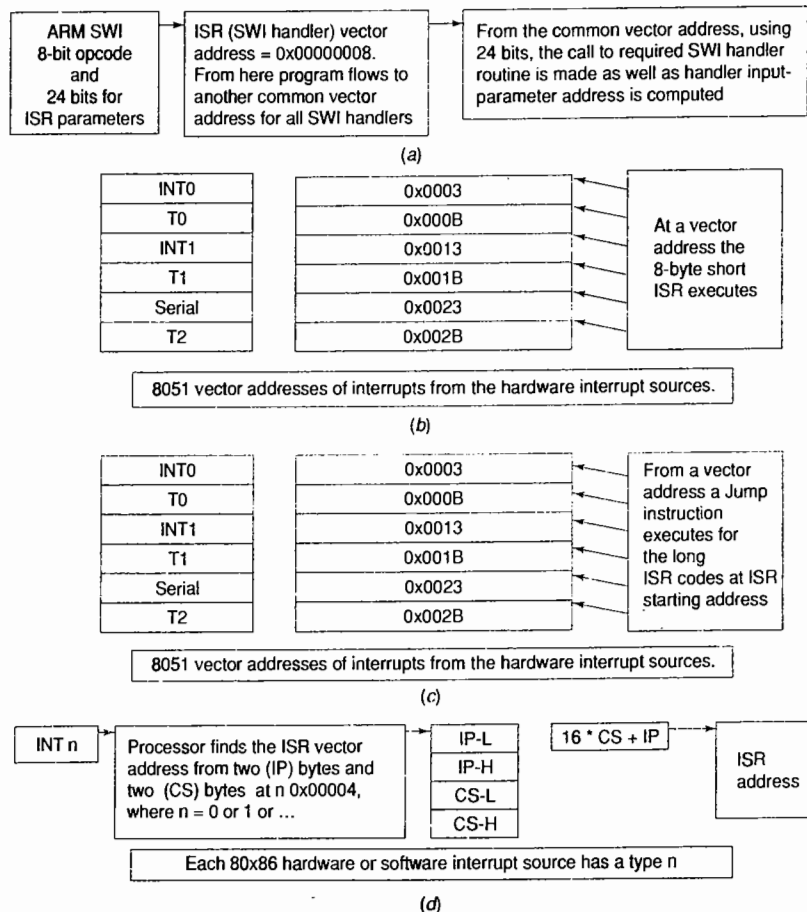 ARM SWI
8-bit opcode
and
24 bits for
ISR parameters
ISR (SWI handler) vector
address = 0x00000008.
From here program flows to
another common vector
address for all SWI handlers
From the common vector address, using
24 bits, the call to required SWI handler
routine is made as well as handler input-
parameter address is computed
(a)
INT0
T0
INT1
T1
Serial
T2
0x0003
0x000B
0x0013
0x001B
0x0023
0x002B
At a vector
address the
8-byte short
ISR executes
8051 vector addresses of interrupts from the hardware interrupt sources.
(b)
INT0
T0
INT1
T1
Serial
T2
0x0003
0x000B
0x0013
0x001B
0x0023
0x002B
From a vector
address a Jump
instruction
executes for
the long
ISR codes at ISR
starting address
8051 vector addresses of interrupts from the hardware interrupt sources.
(c)
INT n
Processor finds the ISR vector
address from two (IP) bytes and
two (CS) bytes at n 0x00004,
where n = 0 or 1 or ...
IP-L
IP-H
CS-L
CS-H
16 * CS + IP
ISR
address
Each 80x86 hardware or software interrupt source has a type n
(d)